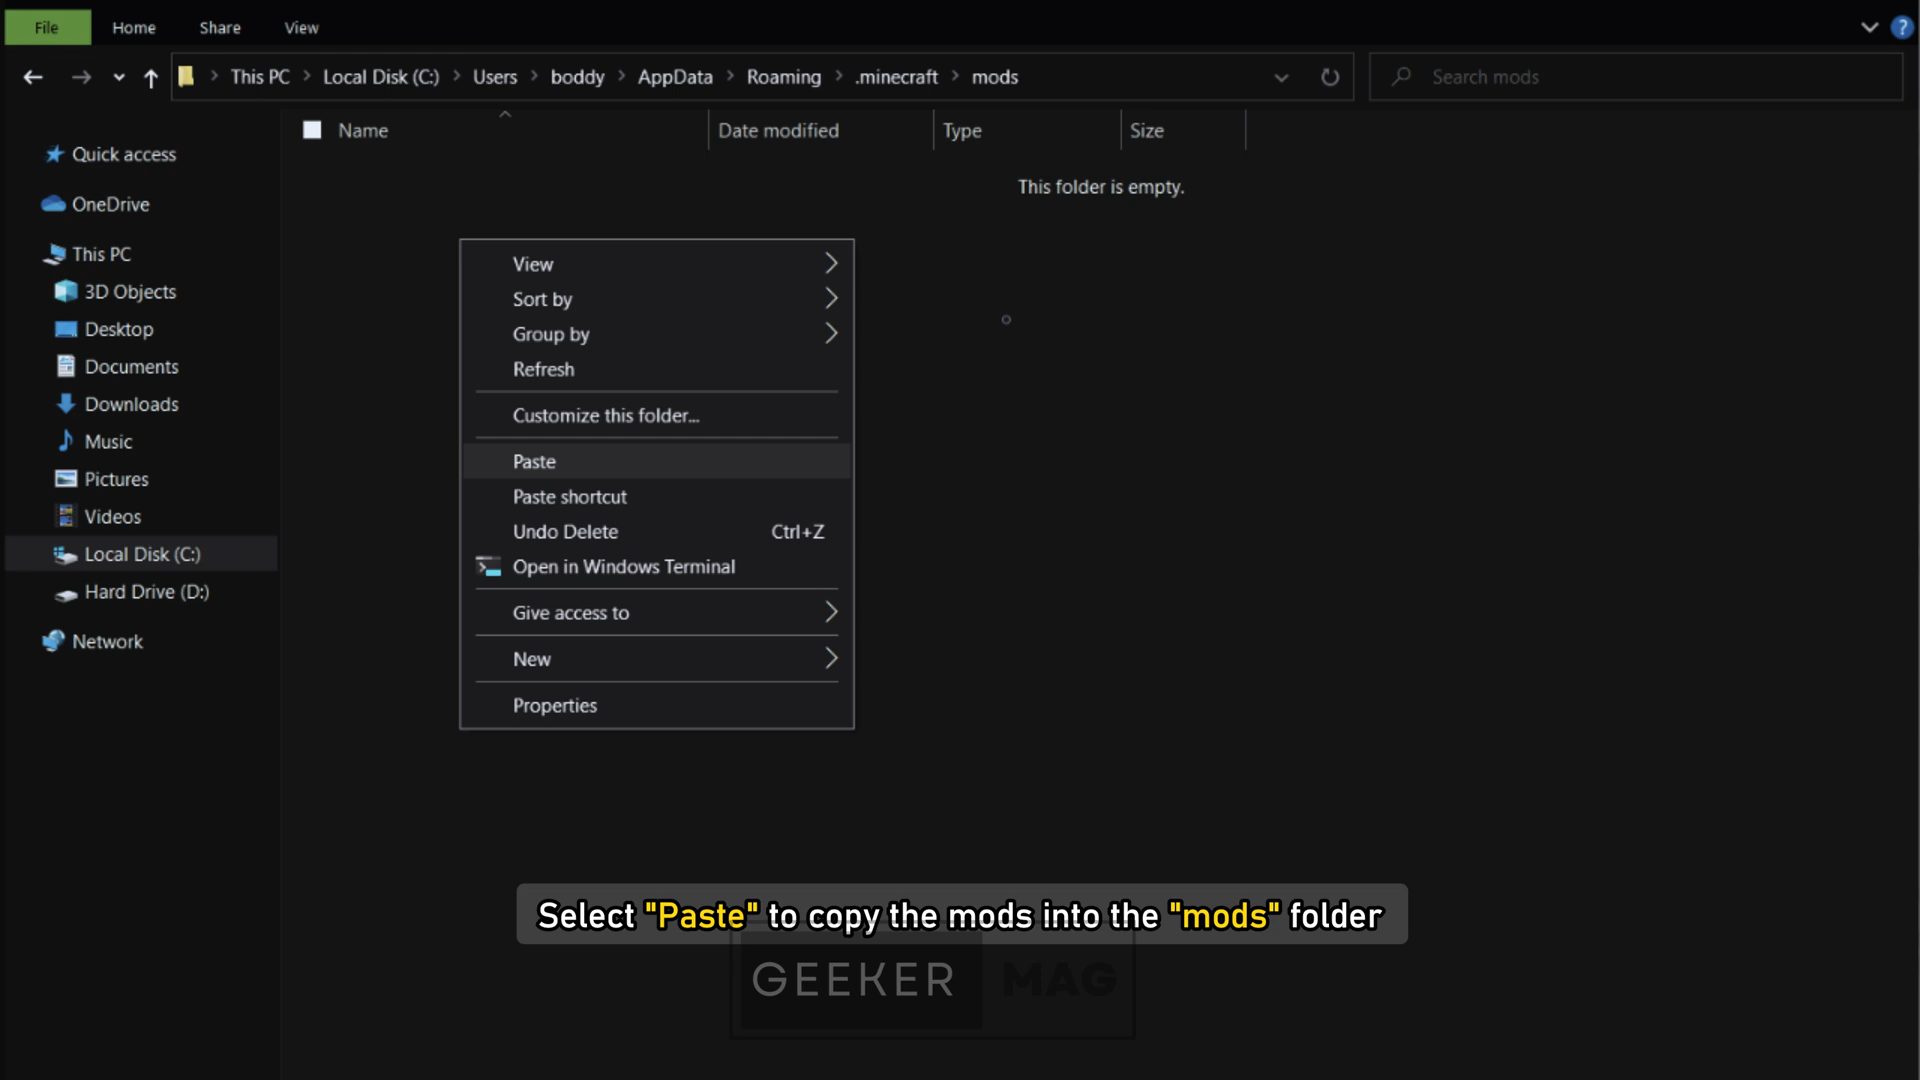 File Home Share View
This PC Local Disk (C:) Users boddy AppData Roaming .minecraft mods Search mods
Name Date modified Type Size
This folder is empty.
Quick access
OneDrive
This PC
3D Objects
Desktop
Documents
Downloads
Music
Pictures
Videos
Local Disk (C:)
Hard Drive (D:)
Network
View
Sort by
Group by
Refresh
Customize this folder...
Paste
Paste shortcut
Undo Delete Ctrl+Z
Open in Windows Terminal
Give access to
New
Properties
Select "Paste" to copy the mods into the "mods" folder
GEEKER MAG